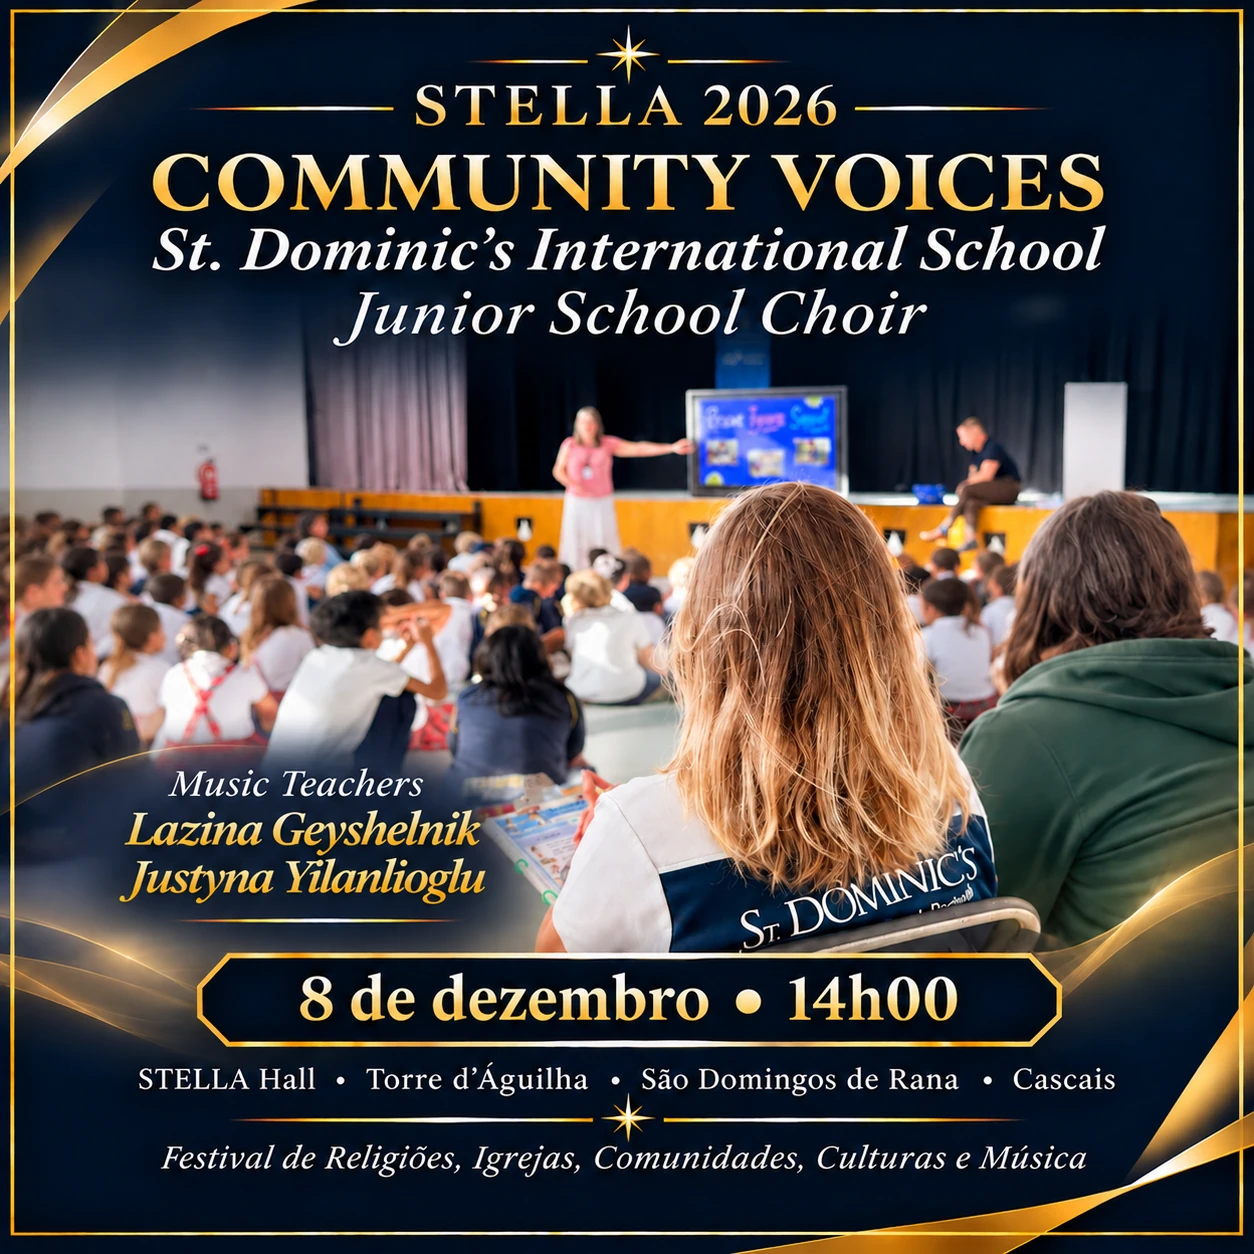 STELLA 2026
COMMUNITY VOICES
St. Dominic's International School
Junior School Choir
Music Teachers
Lazina Geyshelnik
Justyna Yilanlioglu
ST. DOMINIC'S
8 de dezembro • 14h00
STELLA Hall • Torre d'Águilha • São Domingos de Rana • Cascais
Festival de Religiões, Igrejas, Comunidades, Culturas e Música